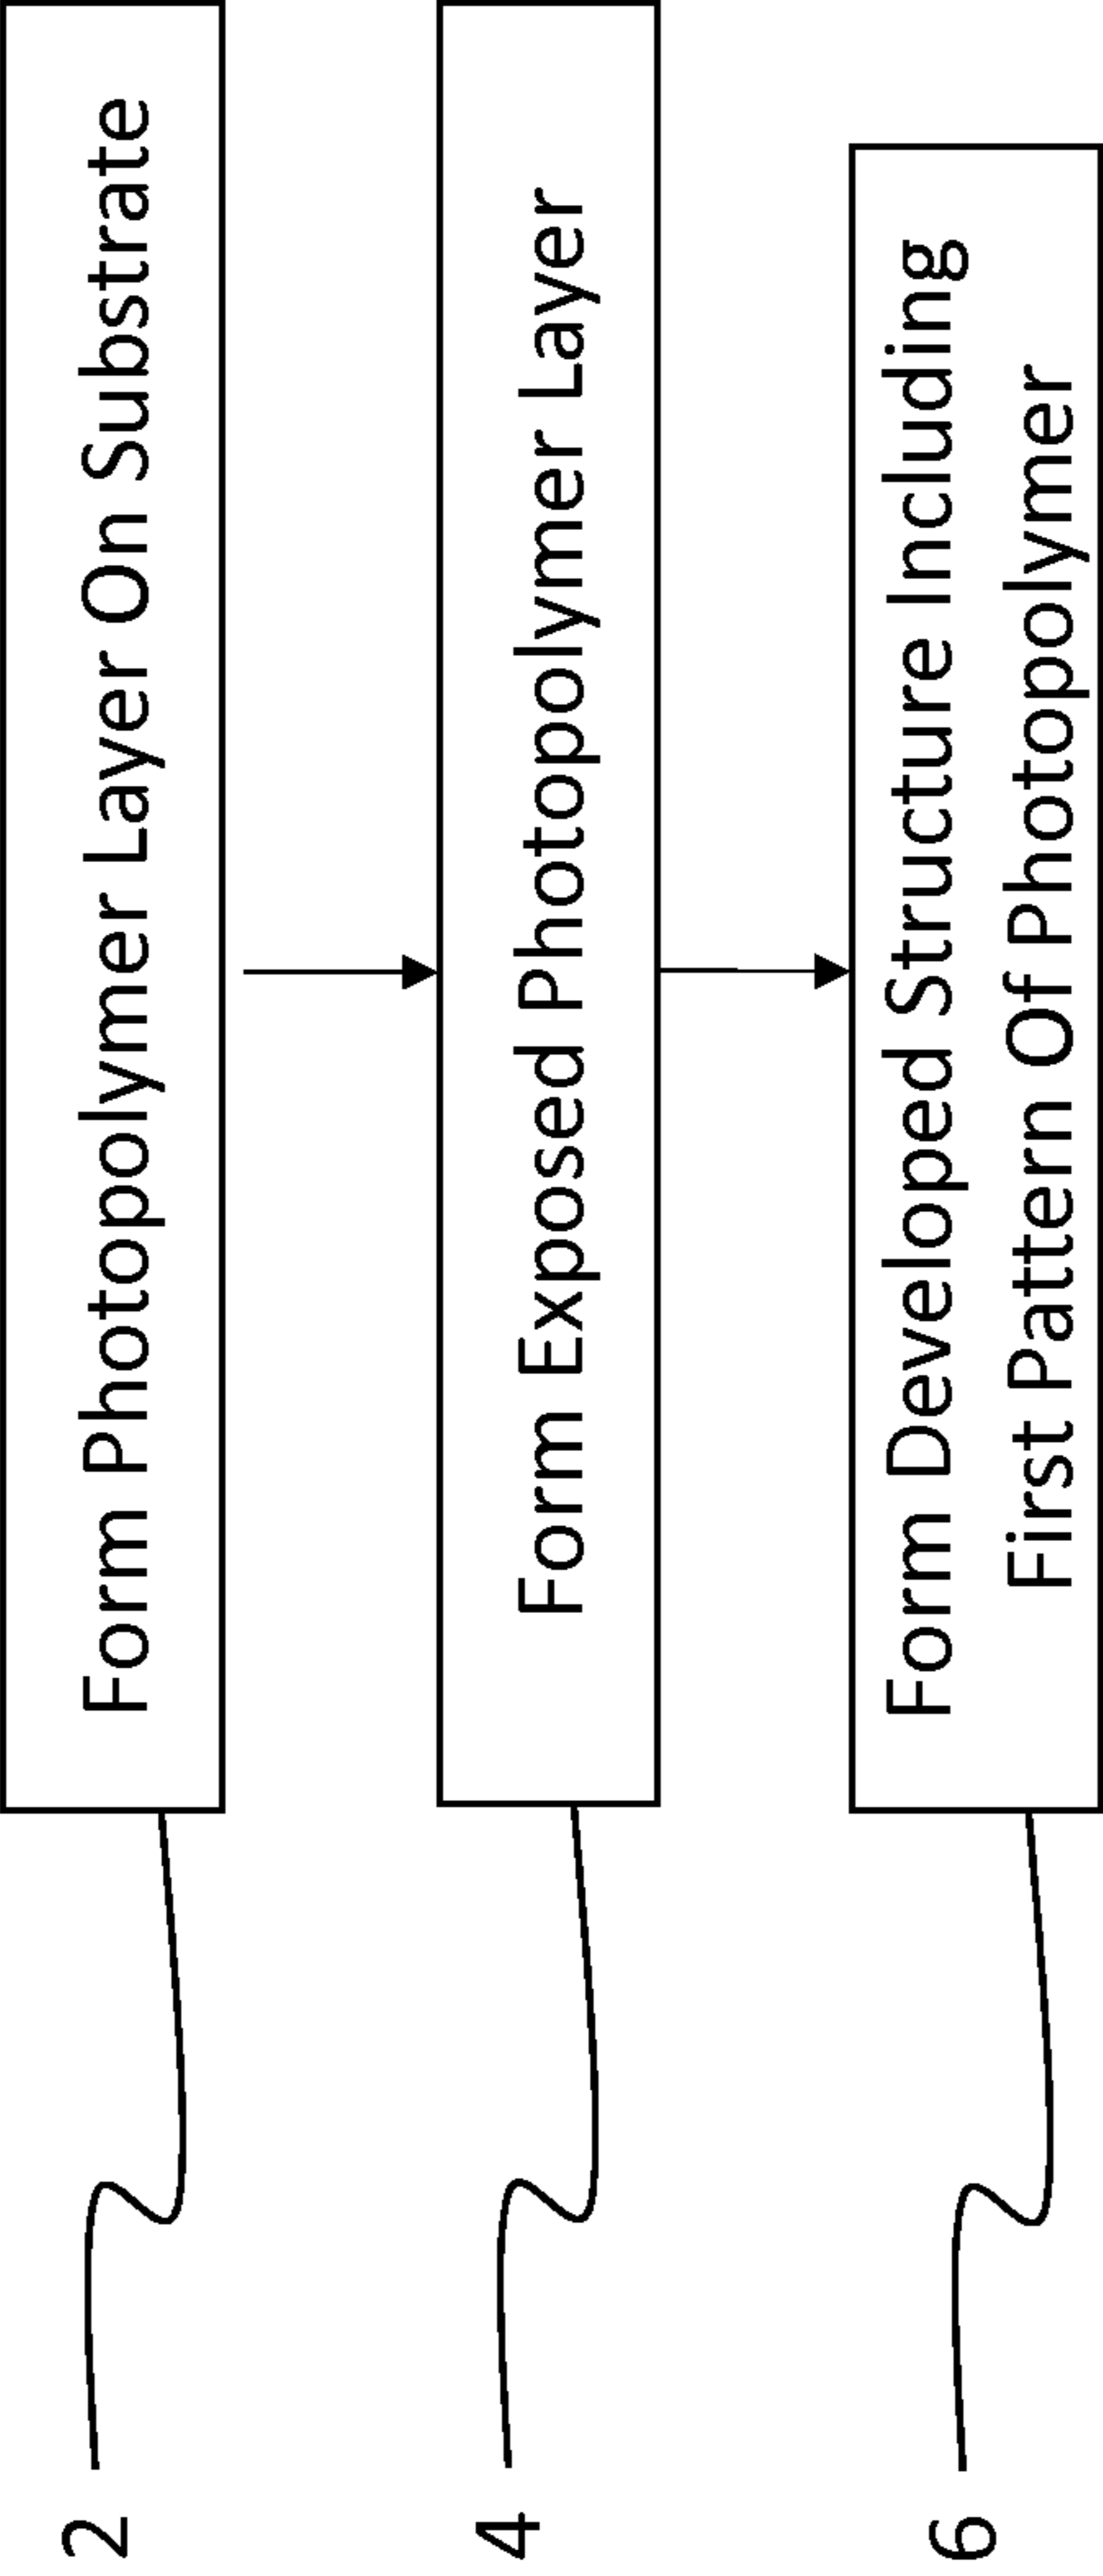 2
Form Photopolymer Layer On Substrate
4
Form Exposed Photopolymer Layer
6
Form Developed Structure Including
First Pattern Of Photopolymer